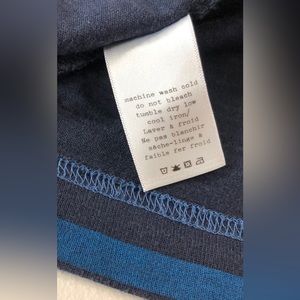 machine wash cold
do not bleach
tumble dry low
cool iron/
Laver à froid
Ne pas blanchir
sèche-linge à
faible fer froid